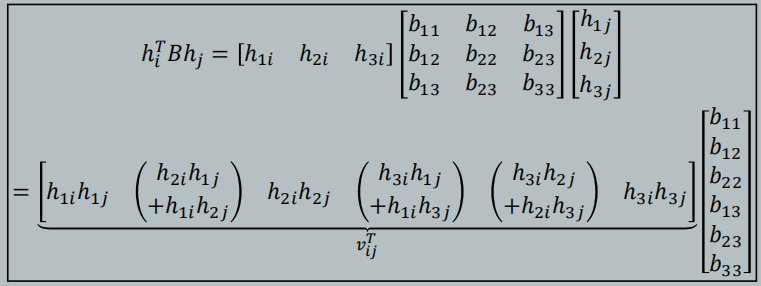 h_i^T B h_j = [h_{1i} h_{2i} h_{3i}] [b_{11} b_{12} b_{13}; b_{12} b_{22} b_{23}; b_{13} b_{23} b_{33}] [h_{1j}; h_{2j}; h_{3j}]
= [h_{1i}h_{1j} (h_{2i}h_{1j} +h_{1i}h_{2j}) h_{2i}h_{2j} (h_{3i}h_{1j} +h_{1i}h_{3j}) (h_{3i}h_{2j} +h_{2i}h_{3j}) h_{3i}h_{3j}] [b_{11}; b_{12}; b_{22}; b_{13}; b_{23}; b_{33}]
v_{ij}^T